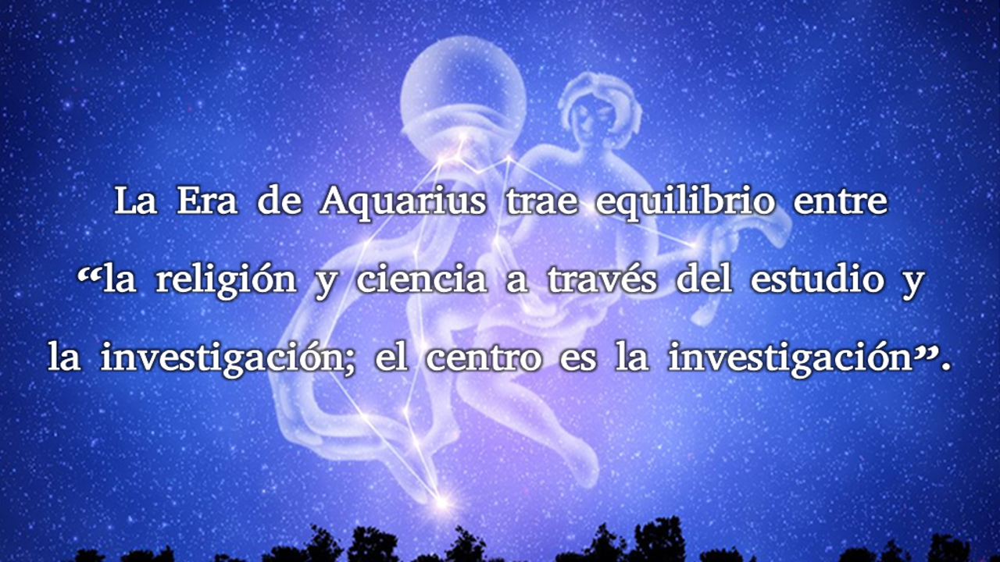 La Era de Aquarius trae equilibrio entre
“la religión y ciencia a través del estudio y
la investigación; el centro es la investigación”.